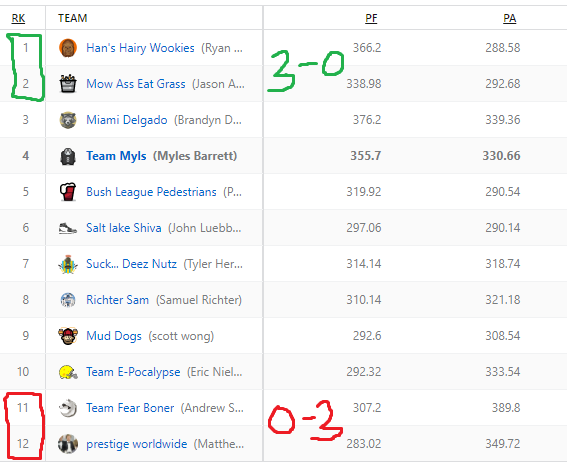 RK TEAM PF PA
1 Han's Hairy Wookies (Ryan ... 366.2 288.58
3-0
2 Mow Ass Eat Grass (Jason A... 338.98 292.68
3 Miami Delgado (Brandyn D... 376.2 339.36
4 Team Myls (Myles Barrett) 355.7 330.66
5 Bush League Pedestrians (P... 319.92 290.54
6 Salt lake Shiva (John Luebb... 297.06 290.14
7 Suck... Deez Nutz (Tyler Her... 314.14 318.74
8 Richter Sam (Samuel Richter) 310.14 321.18
9 Mud Dogs (scott wong) 292.6 308.54
10 Team E-Pocalypse (Eric Niel... 292.32 333.54
11 Team Fear Boner (Andrew S... 307.2 389.8
0-3
12 prestige worldwide (Matthe... 283.02 349.72